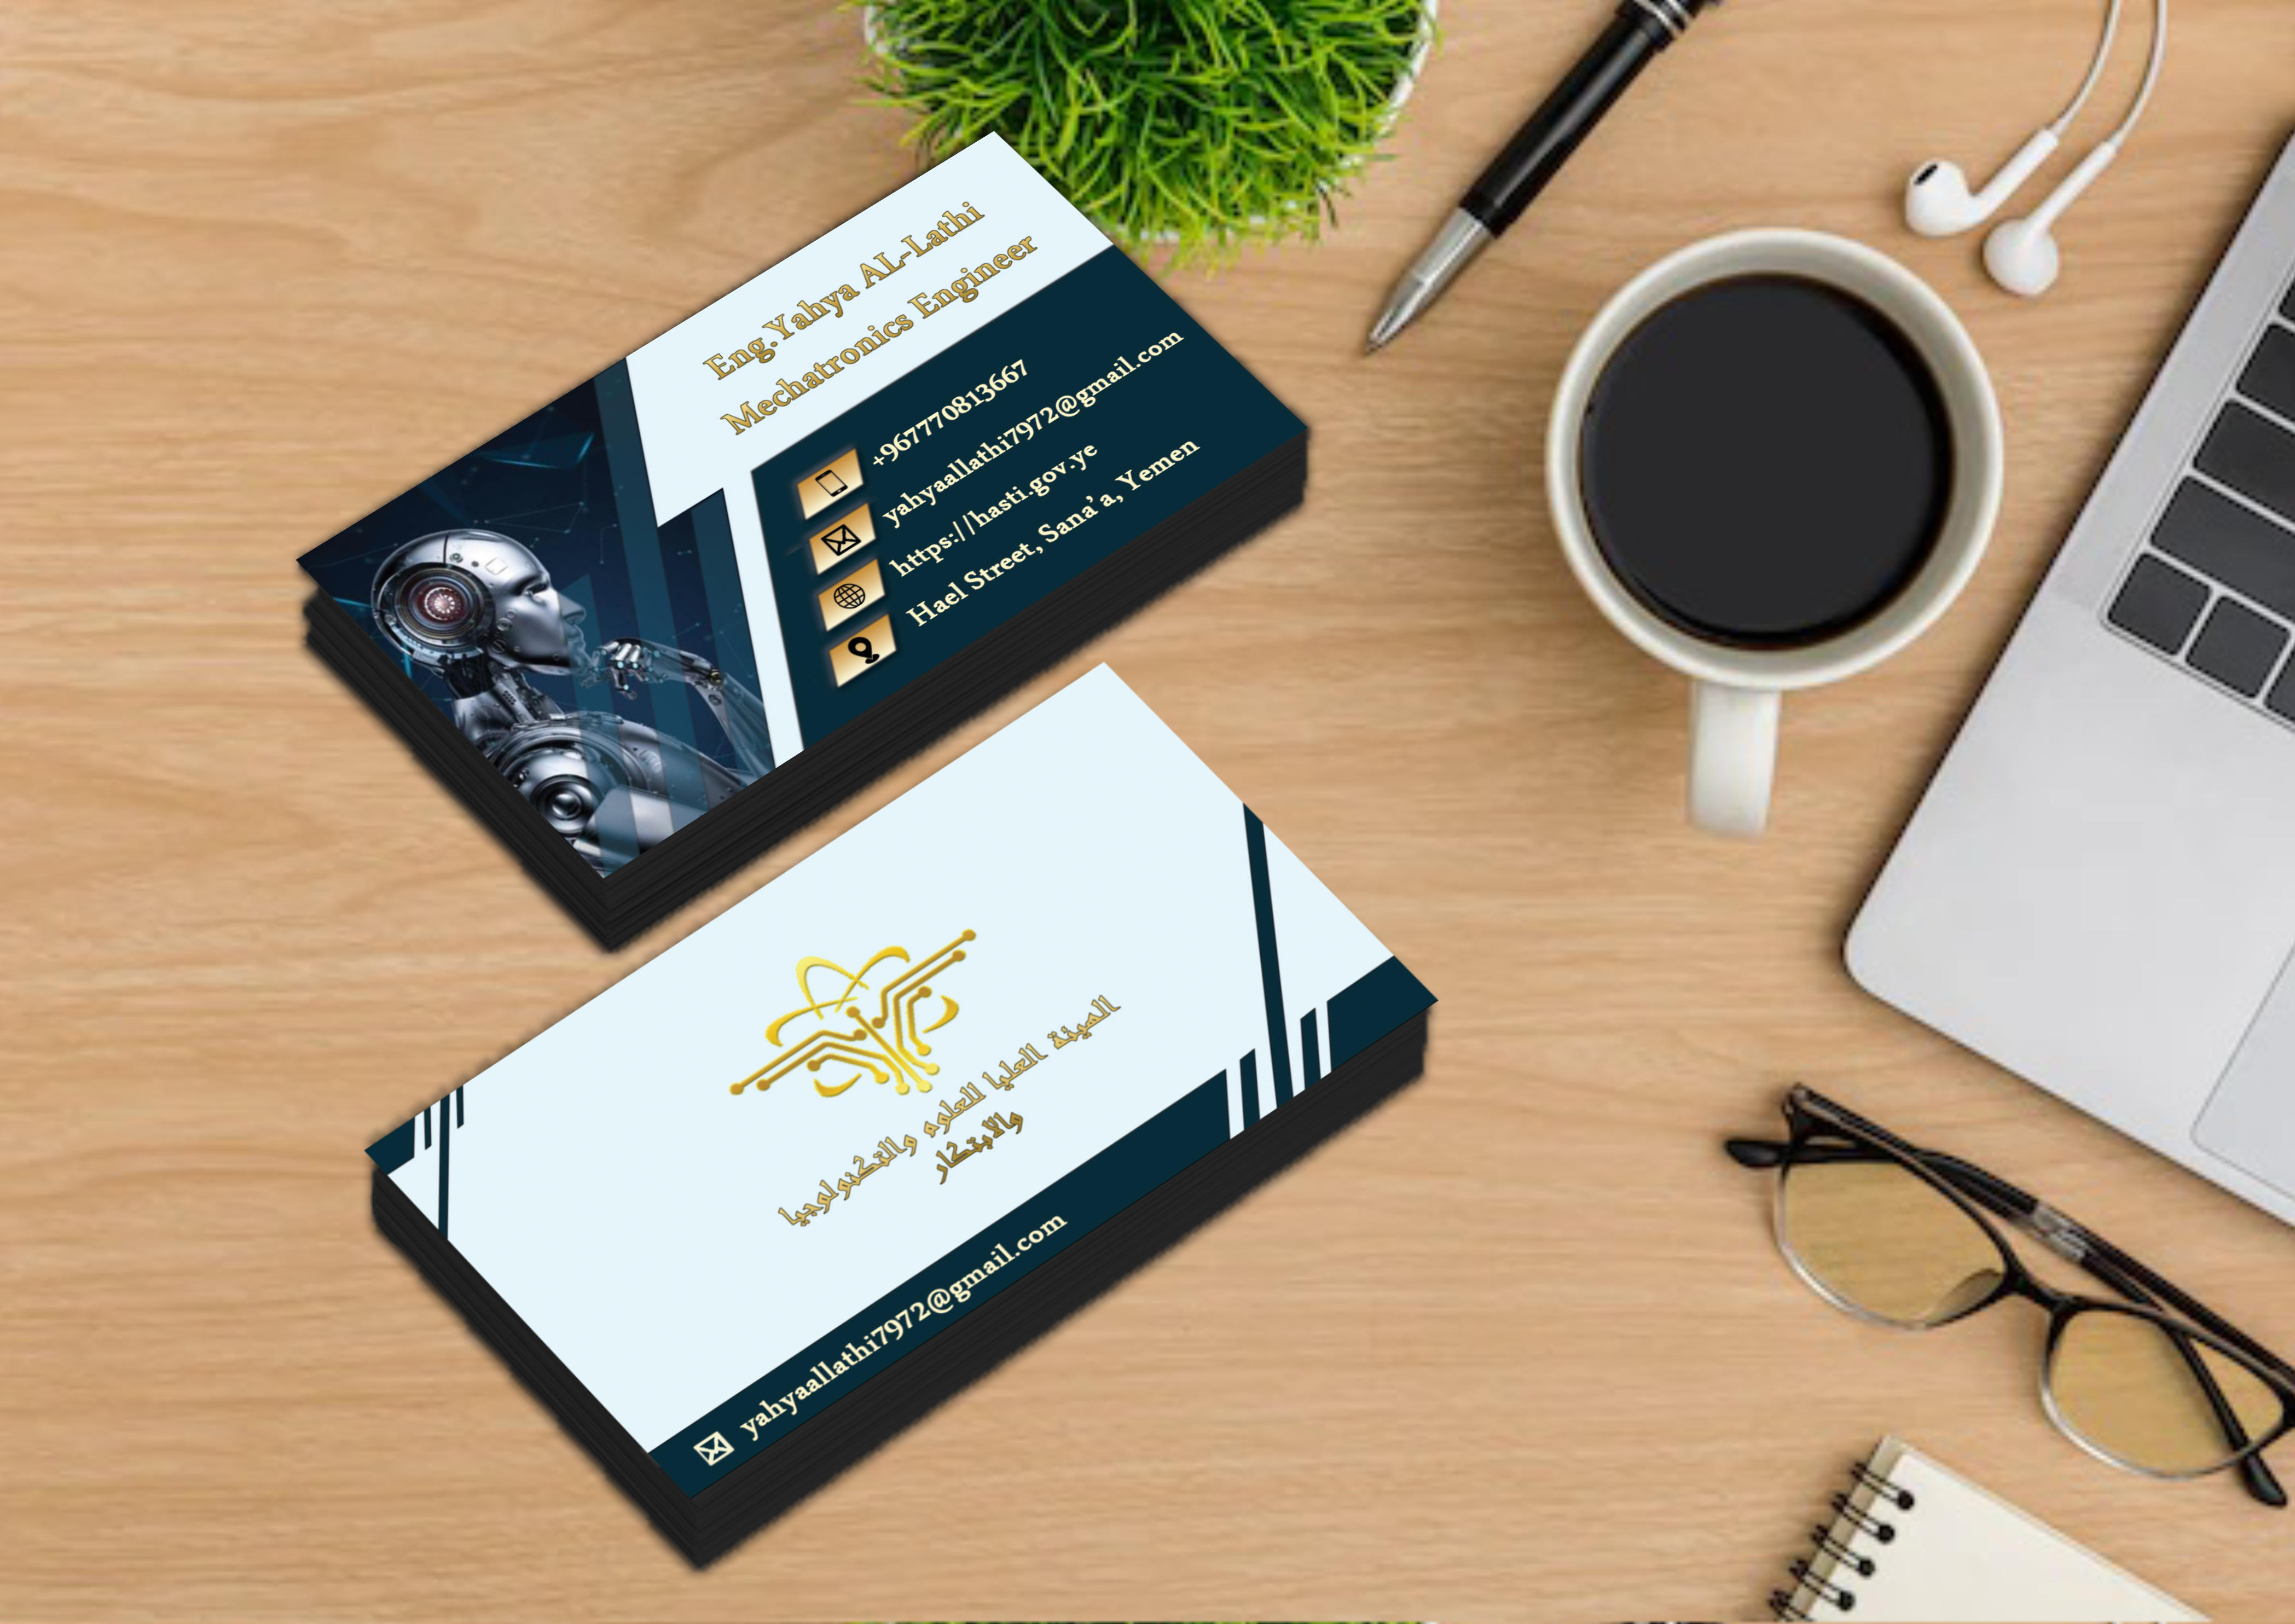 Eng.Yahya AL-Lathi
Mechatronics Engineer
+967770813667
yahyaallathi7972@gmail.com
https://hasti.gov.ye
Hael Street, Sana'a, Yemen
الهيئة العليا للعلوم والتكنولوجيا
والابتكار
yahyaallathi7972@gmail.com